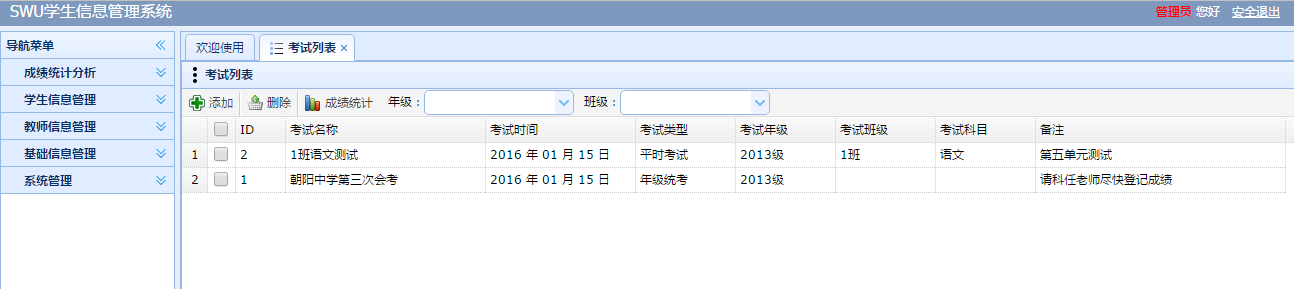 SWU学生信息管理系统 管理员 您好 安全退出
导航菜单
成绩统计分析
学生信息管理
教师信息管理
基础信息管理
系统管理
欢迎使用 考试列表
考试列表
添加 删除 成绩统计 年级： 班级：
ID 考试名称 考试时间 考试类型 考试年级 考试班级 考试科目 备注
1 2 1班语文测试 2016 年 01 月 15 日 平时考试 2013级 1班 语文 第五单元测试
2 1 朝阳中学第三次会考 2016 年 01 月 15 日 年级统考 2013级 请科任老师尽快登记成绩